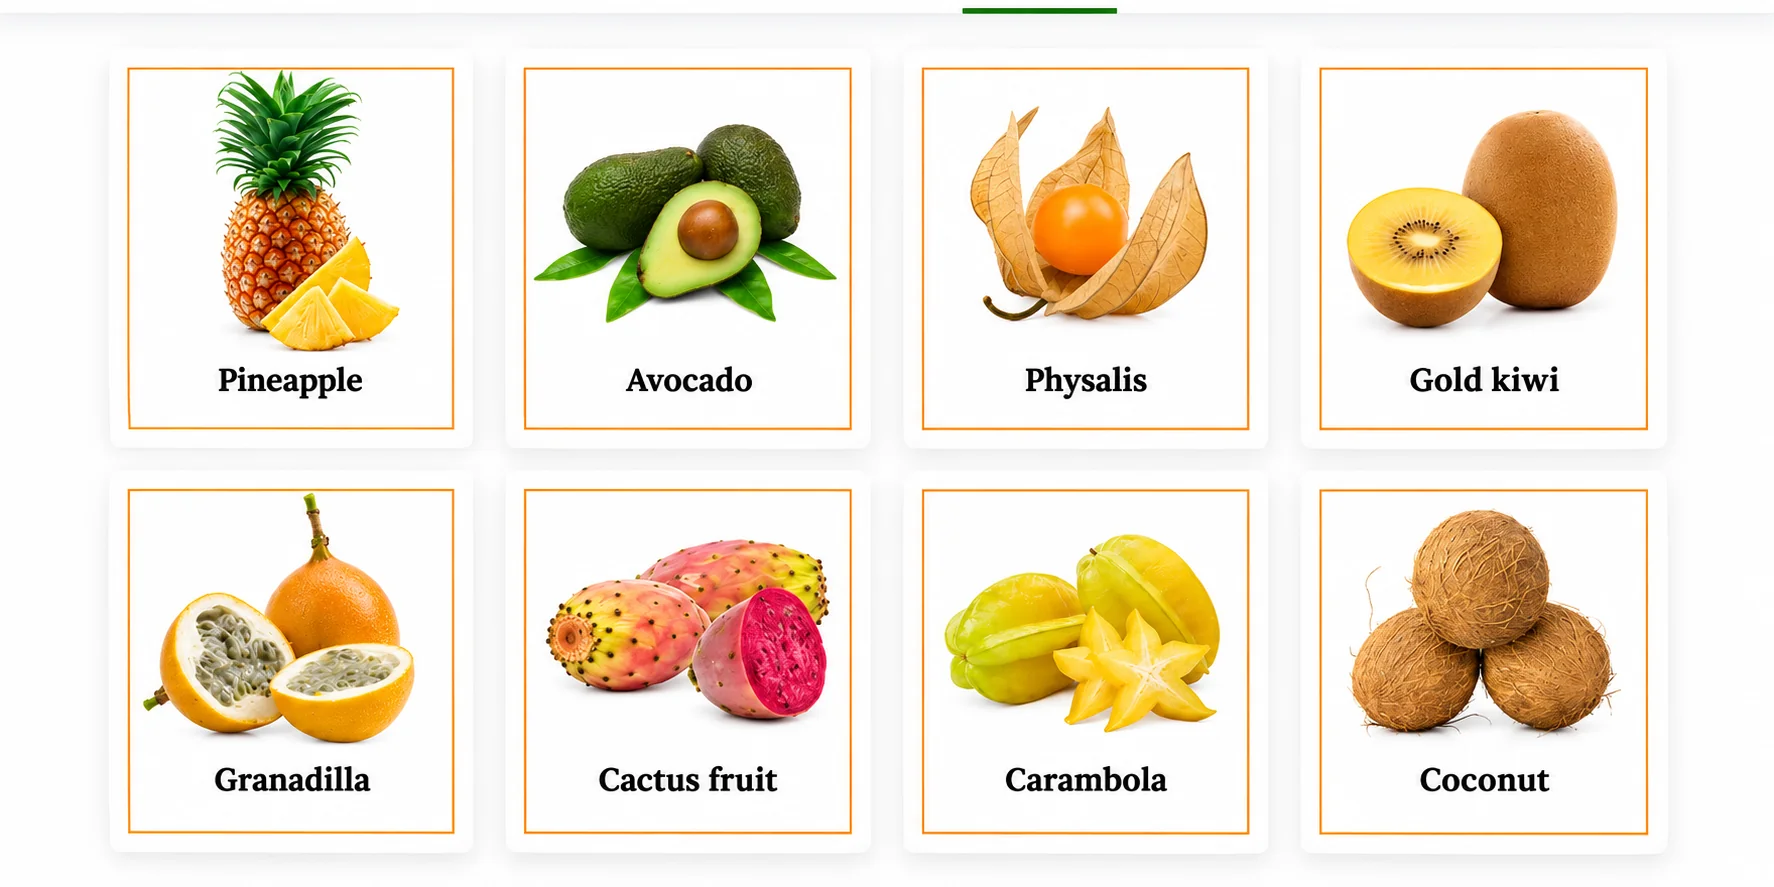 Pineapple
Avocado
Physalis
Gold kiwi
Granadilla
Cactus fruit
Carambola
Coconut